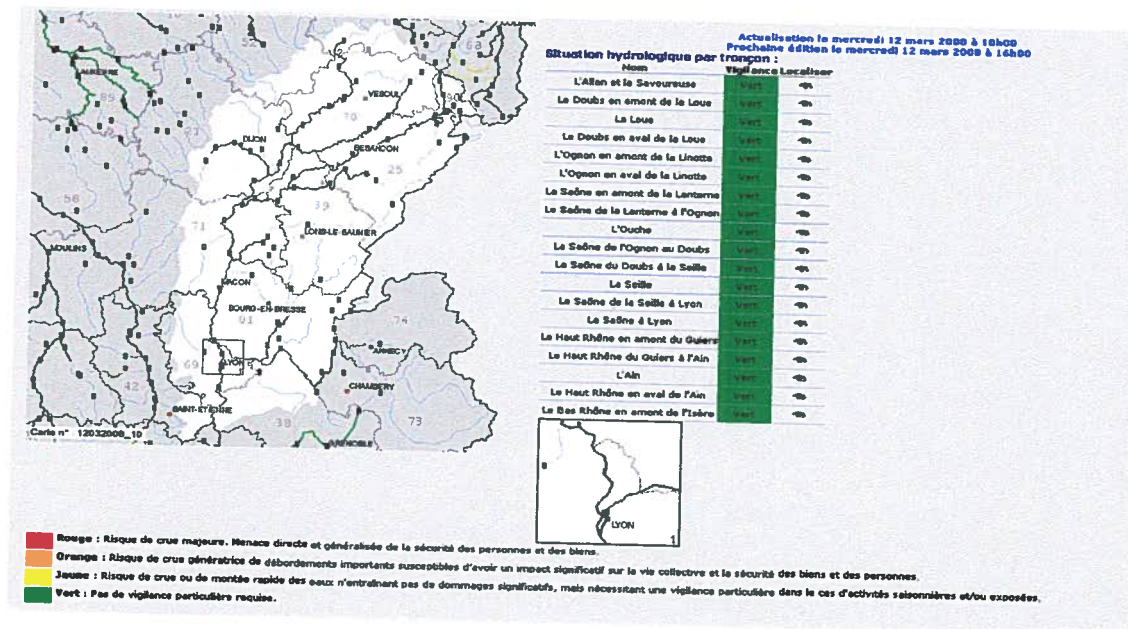 Actualisation le mercredi 12 mars 2008 à 10h00
Prochaine édition le mercredi 12 mars 2008 à 16h00
Situation hydrologique par tronçon :
Nom Vigilance Localiser
L'Allan et la Savoureuse Vert
Le Doubs en amont de la Loue Vert
La Loue Vert
Le Doubs en aval de la Loue Vert
L'Ognon en amont de la Linotte Vert
L'Ognon en aval de la Linotte Vert
La Saône en amont de la Lanterne Vert
La Saône de la Lanterne à l'Ognon Vert
L'Ouche Vert
La Saône de l'Ognon au Doubs Vert
La Saône du Doubs à la Seille Vert
La Seille Vert
La Saône de la Seille à Lyon Vert
La Saône à Lyon Vert
Le Haut Rhône en amont du Guiers Vert
Le Haut Rhône du Guiers à l'Ain Vert
L'Ain Vert
Le Haut Rhône en aval de l'Ain Vert
Le Bas Rhône en amont de l'Isère Vert
COLMAR
52
68
AUXERRE
89
VESOUL
90
70
21
DIJON
BESANCON
25
58
39
71
LONS-LE-SAUNIER
MOULINS
MACON
BOURG-EN-BRESSE
01
74
ANNECY
69
LYON
42
CHAMBERY
SAINT-ETIENNE
38
73
GRENOBLE
Carte n° 12032008_10
LYON
1
Rouge : Risque de crue majeure. Menace directe et généralisée de la sécurité des personnes et des biens.
Orange : Risque de crue génératrice de débordements importants susceptibles d'avoir un impact significatif sur la vie collective et la sécurité des biens et des personnes.
Jaune : Risque de crue ou de montée rapide des eaux n'entraînant pas de dommages significatifs, mais nécessitant une vigilance particulière dans le cas d'activités saisonnières et/ou exposées.
Vert : Pas de vigilance particulière requise.